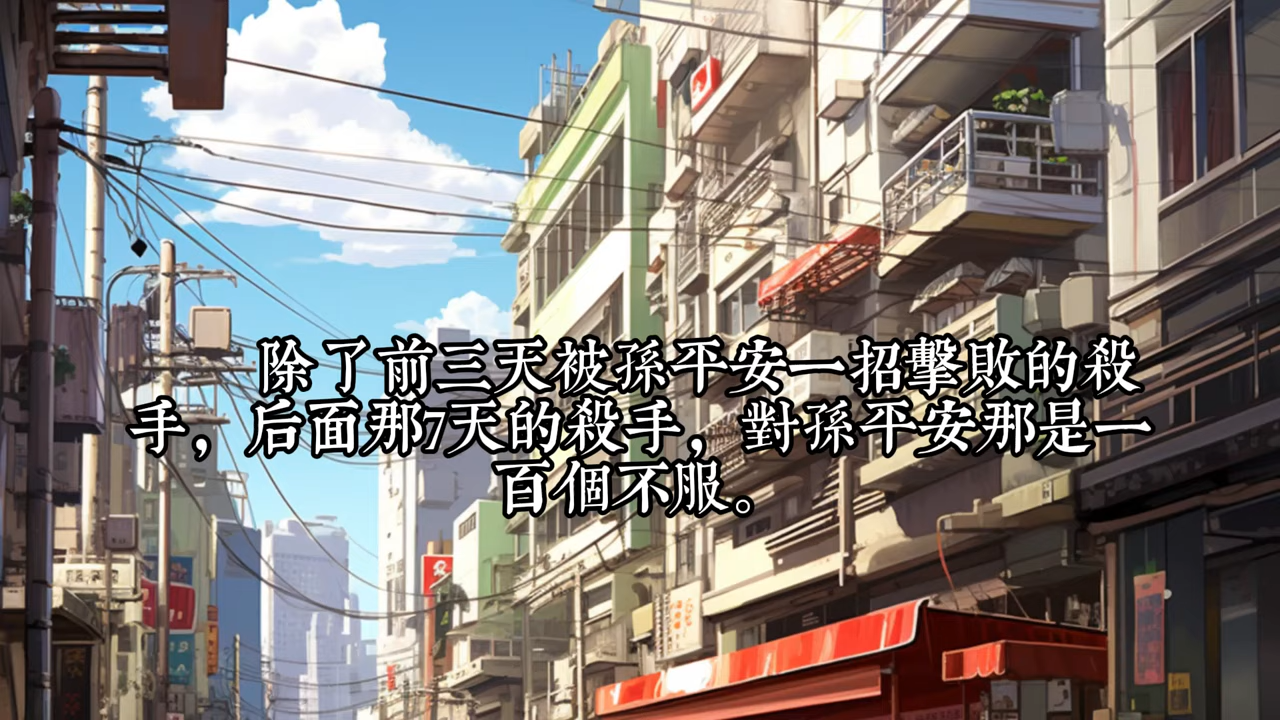 除了前三天被孫平安一招擊敗的殺
手，后面那7天的殺手，對孫平安那是一
百個不服。